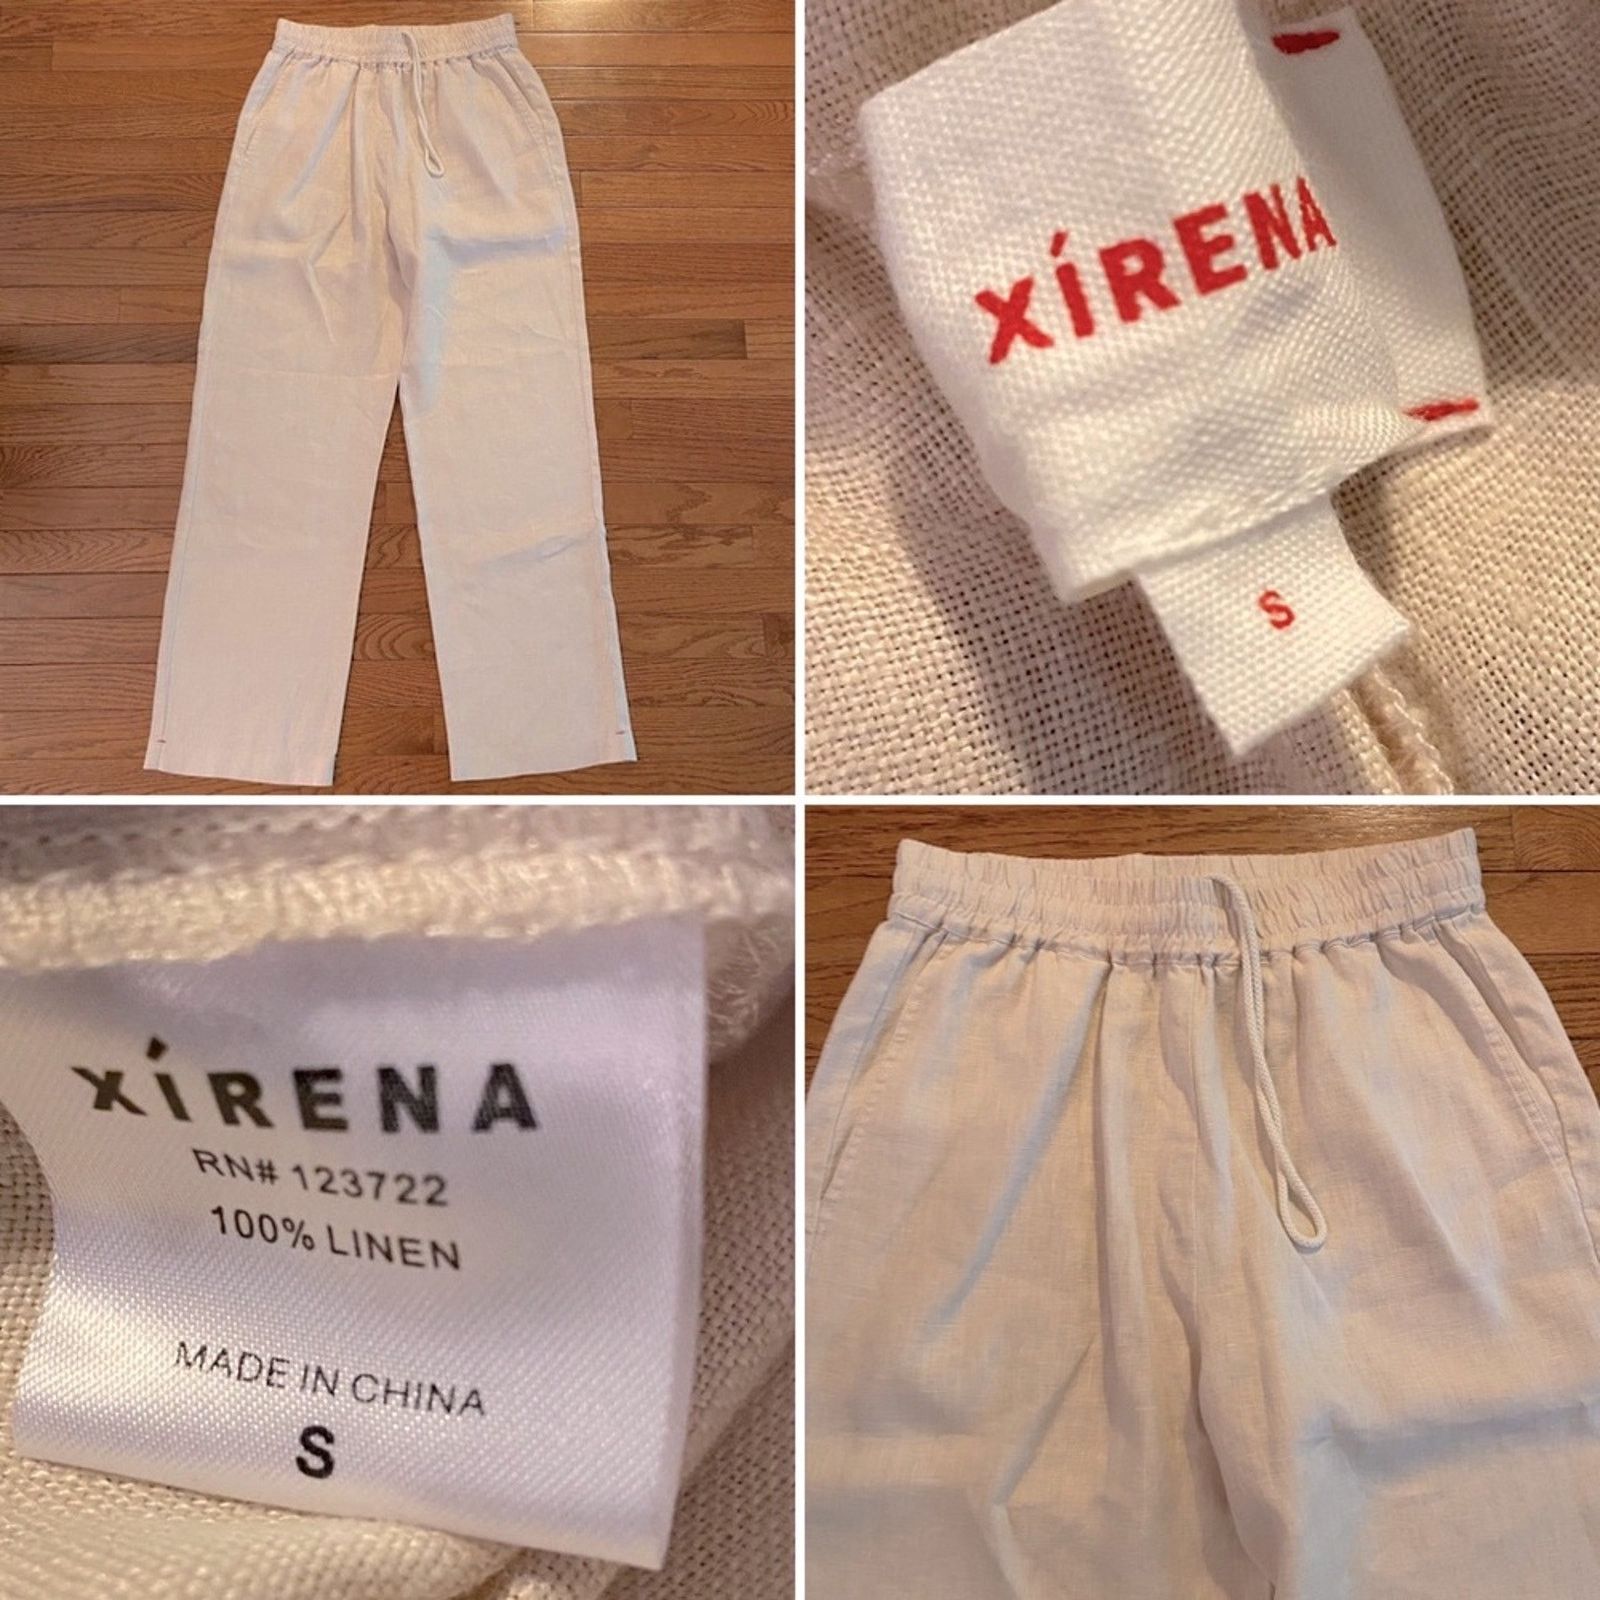 XÍRENA
S
XÍRENA
RN# 123722
100% LINEN
MADE IN CHINA
S